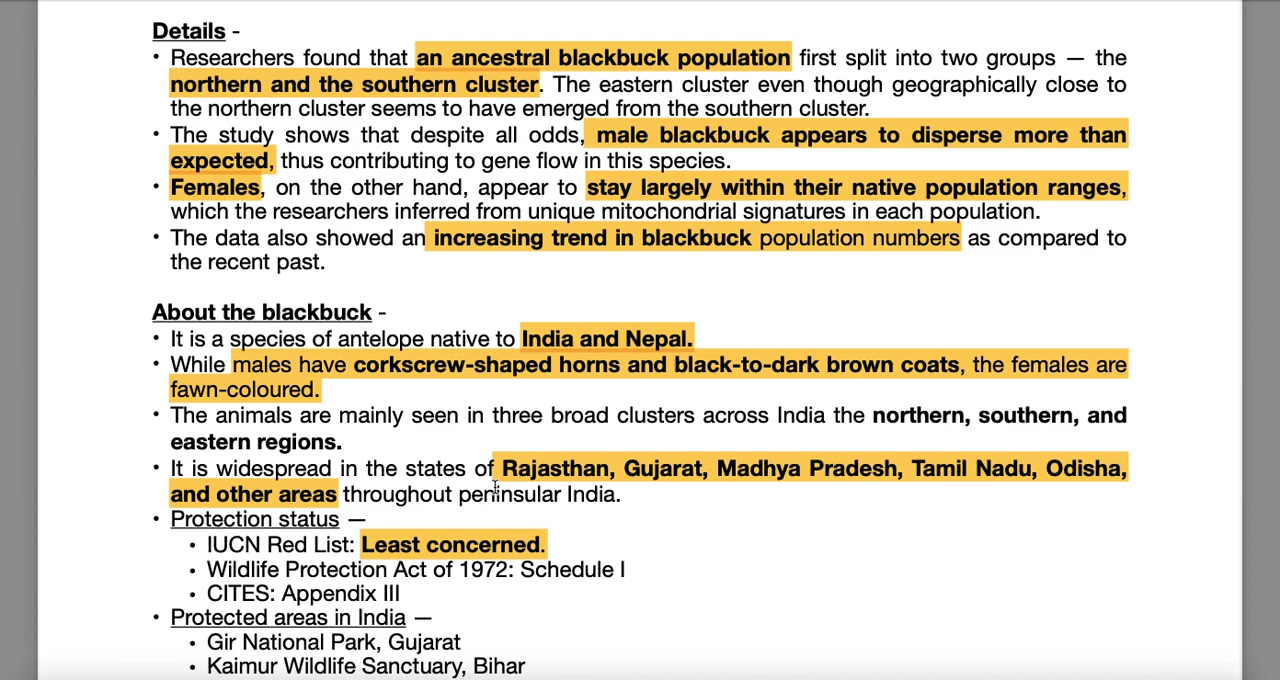 Details -
• Researchers found that an ancestral blackbuck population first split into two groups — the
northern and the southern cluster. The eastern cluster even though geographically close to
the northern cluster seems to have emerged from the southern cluster.
• The study shows that despite all odds, male blackbuck appears to disperse more than
expected, thus contributing to gene flow in this species.
• Females, on the other hand, appear to stay largely within their native population ranges,
which the researchers inferred from unique mitochondrial signatures in each population.
• The data also showed an increasing trend in blackbuck population numbers as compared to
the recent past.
About the blackbuck -
• It is a species of antelope native to India and Nepal.
• While males have corkscrew-shaped horns and black-to-dark brown coats, the females are
fawn-coloured.
• The animals are mainly seen in three broad clusters across India the northern, southern, and
eastern regions.
• It is widespread in the states of Rajasthan, Gujarat, Madhya Pradesh, Tamil Nadu, Odisha,
and other areas throughout peninsular India.
• Protection status —
• IUCN Red List: Least concerned.
• Wildlife Protection Act of 1972: Schedule I
• CITES: Appendix III
• Protected areas in India —
• Gir National Park, Gujarat
• Kaimur Wildlife Sanctuary, Bihar